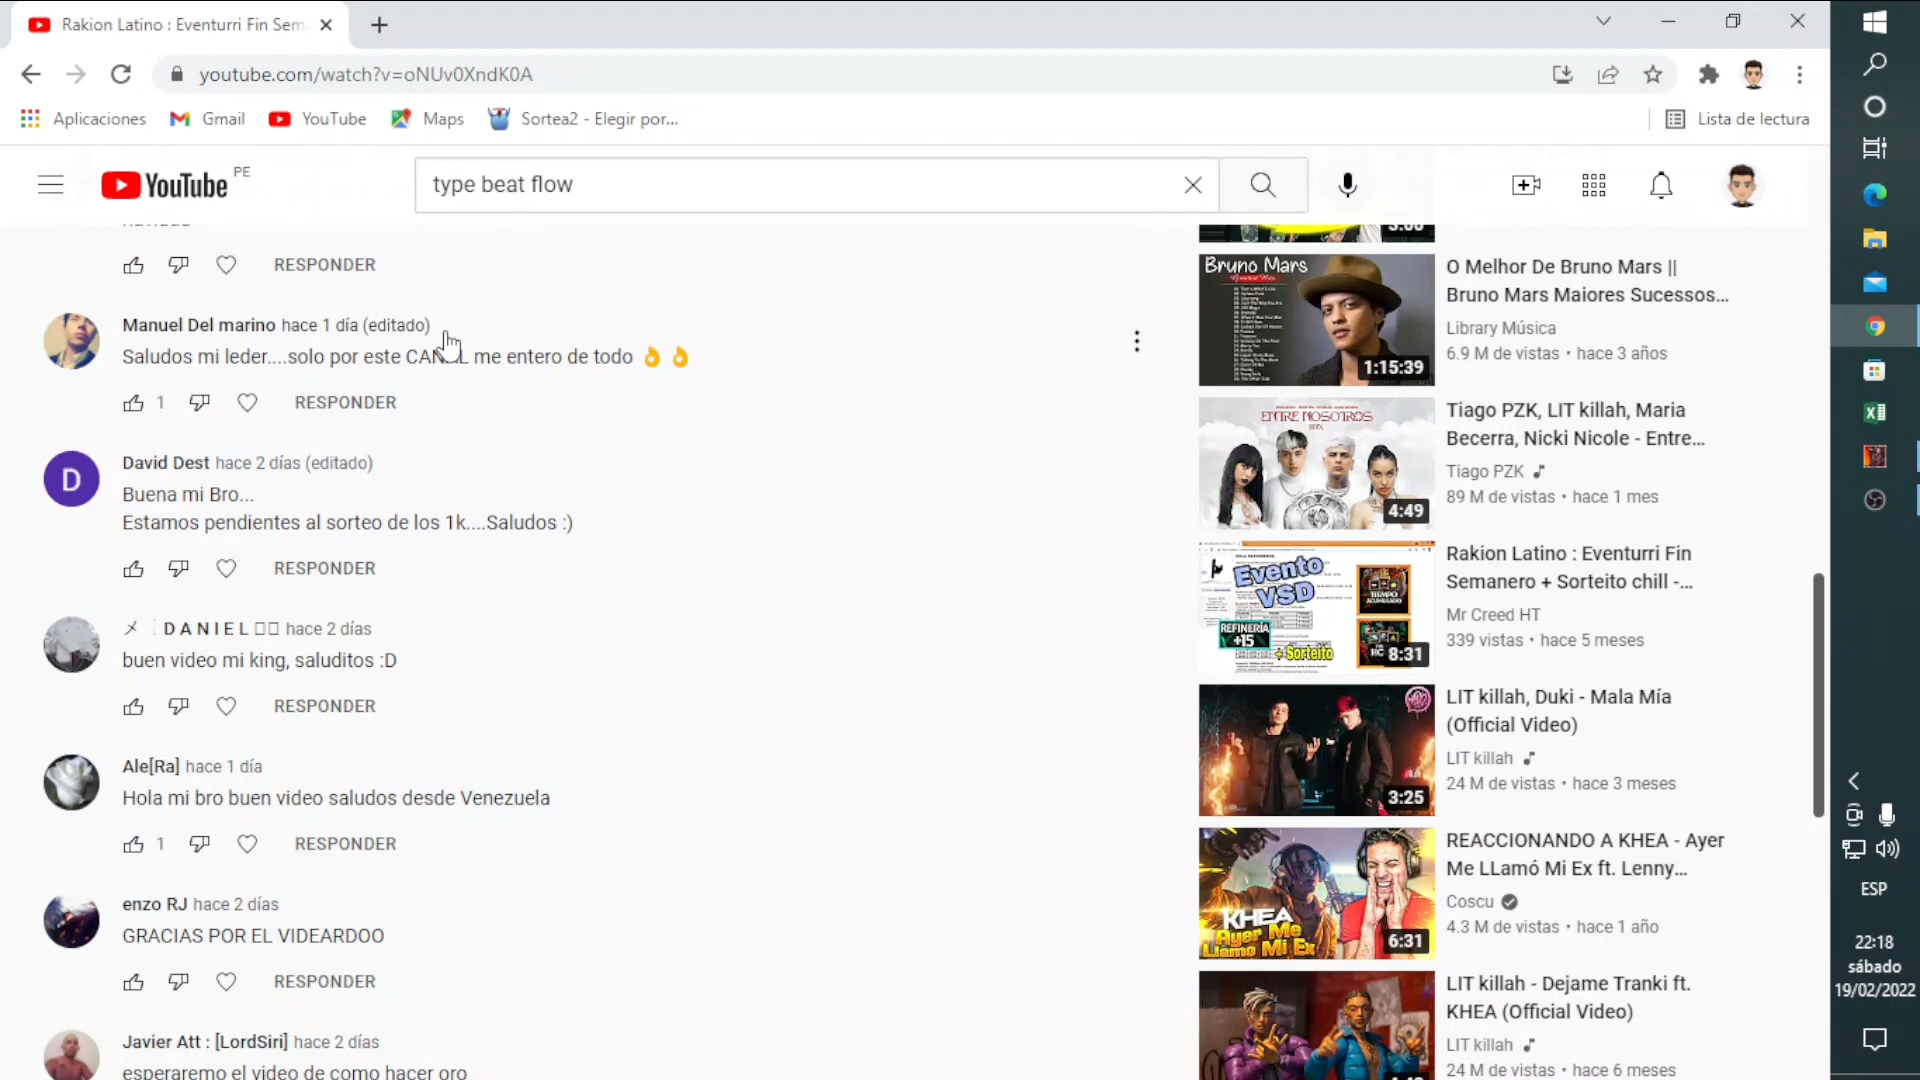 Rakion Latino : Eventurri Fin Sem
youtube.com/watch?v=oNUv0XndK0A
Aplicaciones
Gmail
YouTube
Maps
Sortea2 - Elegir por...
Lista de lectura
YouTube PE
type beat flow
RESPONDER
Manuel Del marino hace 1 día (editado)
Saludos mi leder....solo por este CANAL me entero de todo 👌 👌
1
RESPONDER
D
David Dest hace 2 días (editado)
Buena mi Bro...
Estamos pendientes al sorteo de los 1k....Saludos :)
RESPONDER
メ D A N I E L hace 2 días
buen video mi king, saluditos :D
RESPONDER
Ale[Ra] hace 1 día
Hola mi bro buen video saludos desde Venezuela
1
RESPONDER
enzo RJ hace 2 días
GRACIAS POR EL VIDEARDOO
RESPONDER
Javier Att : [LordSiri] hace 2 días
esperaremo el video de como hacer oro
Bruno Mars
1:15:39
O Melhor De Bruno Mars ||
Bruno Mars Maiores Sucessos...
Library Música
6.9 M de vistas • hace 3 años
ENTRE NOSOTROS
4:49
Tiago PZK, LIT killah, Maria
Becerra, Nicki Nicole - Entre...
Tiago PZK
89 M de vistas • hace 1 mes
Evento
VSD
TIEMPO
REFINERÍA
+15
+ Sorteito
HC
8:31
Rakion Latino : Eventurri Fin
Semanero + Sorteito chill -...
Mr Creed HT
339 vistas • hace 5 meses
3:25
LIT killah, Duki - Mala Mía
(Official Video)
LIT killah
24 M de vistas • hace 3 meses
KHEA
Ayer Me
Llamo Mi Ex
6:31
REACCIONANDO A KHEA - Ayer
Me LLamó Mi Ex ft. Lenny...
Coscu
4.3 M de vistas • hace 1 año
LIT killah - Dejame Tranki ft.
KHEA (Official Video)
LIT killah
24 M de vistas • hace 6 meses
ESP
22:18
sábado
19/02/2022